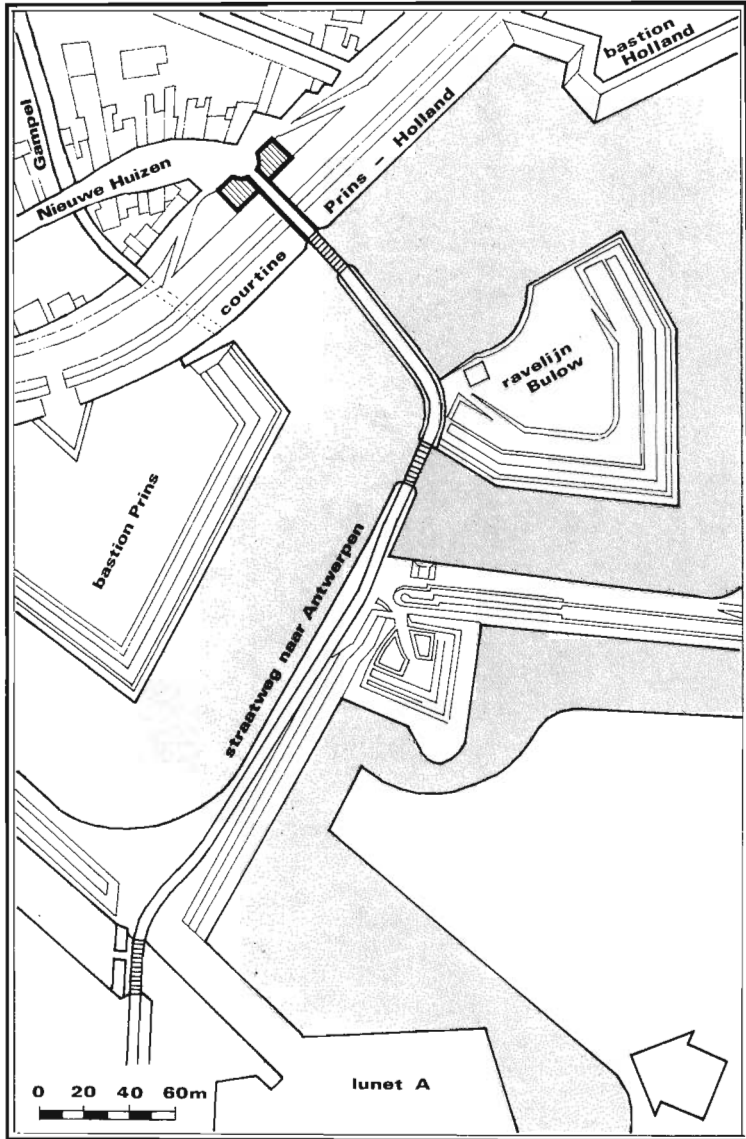 bastion
Holland
Gampel
Nieuwe Huizen
Prins - Holland
courtine
ravelijn
Bulow
bastion Prins
straatweg naar Antwerpen
lunet A
0 20 40 60m